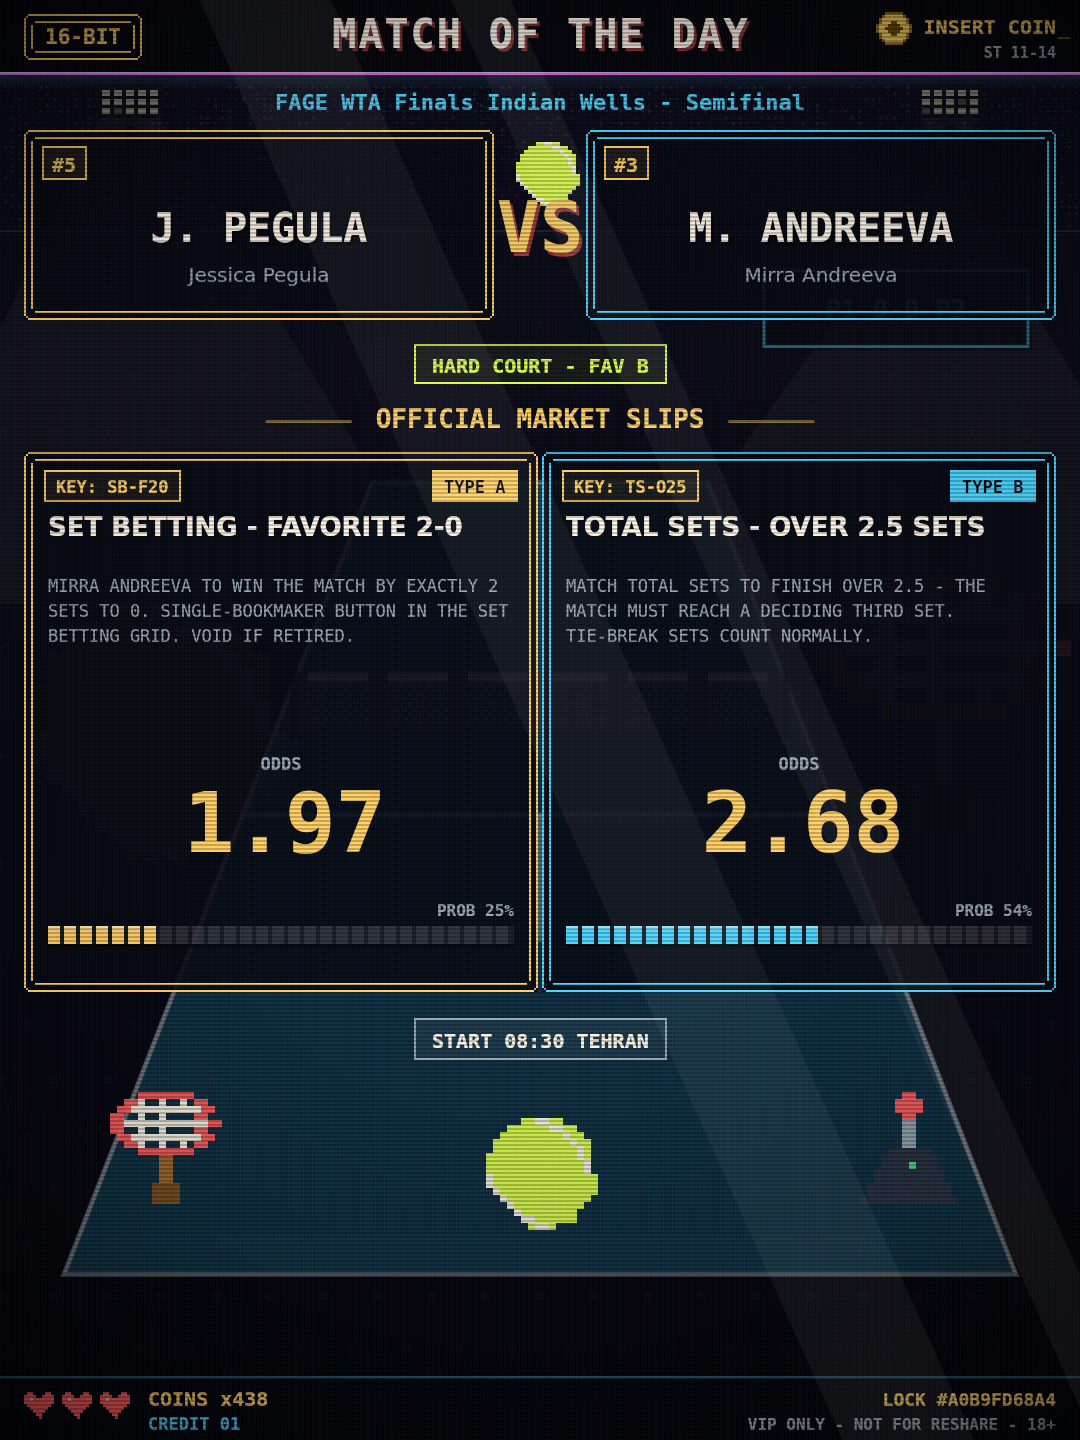 16-BIT
MATCH OF THE DAY
INSERT COIN_
ST 11-14
FAGE WTA Finals Indian Wells - Semifinal
#5
J. PEGULA
Jessica Pegula
VS
#3
M. ANDREEVA
Mirra Andreeva
P1 0 0 P2
HARD COURT - FAV B
OFFICIAL MARKET SLIPS
KEY: SB-F20
TYPE A
SET BETTING - FAVORITE 2-0
MIRRA ANDREEVA TO WIN THE MATCH BY EXACTLY 2
SETS TO 0. SINGLE-BOOKMAKER BUTTON IN THE SET
BETTING GRID. VOID IF RETIRED.
ODDS
1.97
PROB 25%
KEY: TS-O25
TYPE B
TOTAL SETS - OVER 2.5 SETS
MATCH TOTAL SETS TO FINISH OVER 2.5 - THE
MATCH MUST REACH A DECIDING THIRD SET.
TIE-BREAK SETS COUNT NORMALLY.
ODDS
2.68
PROB 54%
START 08:30 TEHRAN
COINS x438
CREDIT 01
LOCK #A0B9FD68A4
VIP ONLY - NOT FOR RESHARE - 18+